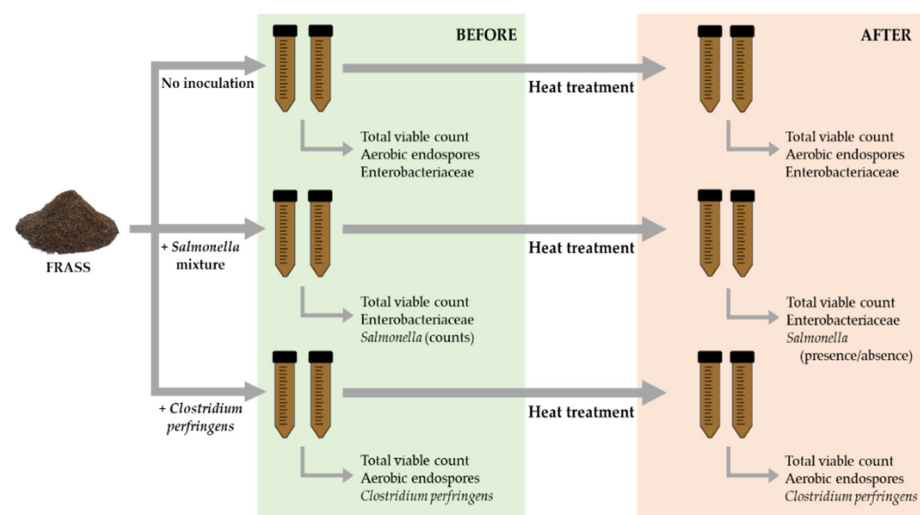 BEFORE
AFTER
No inoculation
Heat treatment
Total viable count
Aerobic endospores
Enterobacteriaceae
Total viable count
Aerobic endospores
Enterobacteriaceae
FRASS
+ Salmonella
mixture
Heat treatment
Total viable count
Enterobacteriaceae
Salmonella (counts)
Total viable count
Enterobacteriaceae
Salmonella
(presence/absence)
+ Clostridium
perfringens
Heat treatment
Total viable count
Aerobic endospores
Clostridium perfringens
Total viable count
Aerobic endospores
Clostridium perfringens